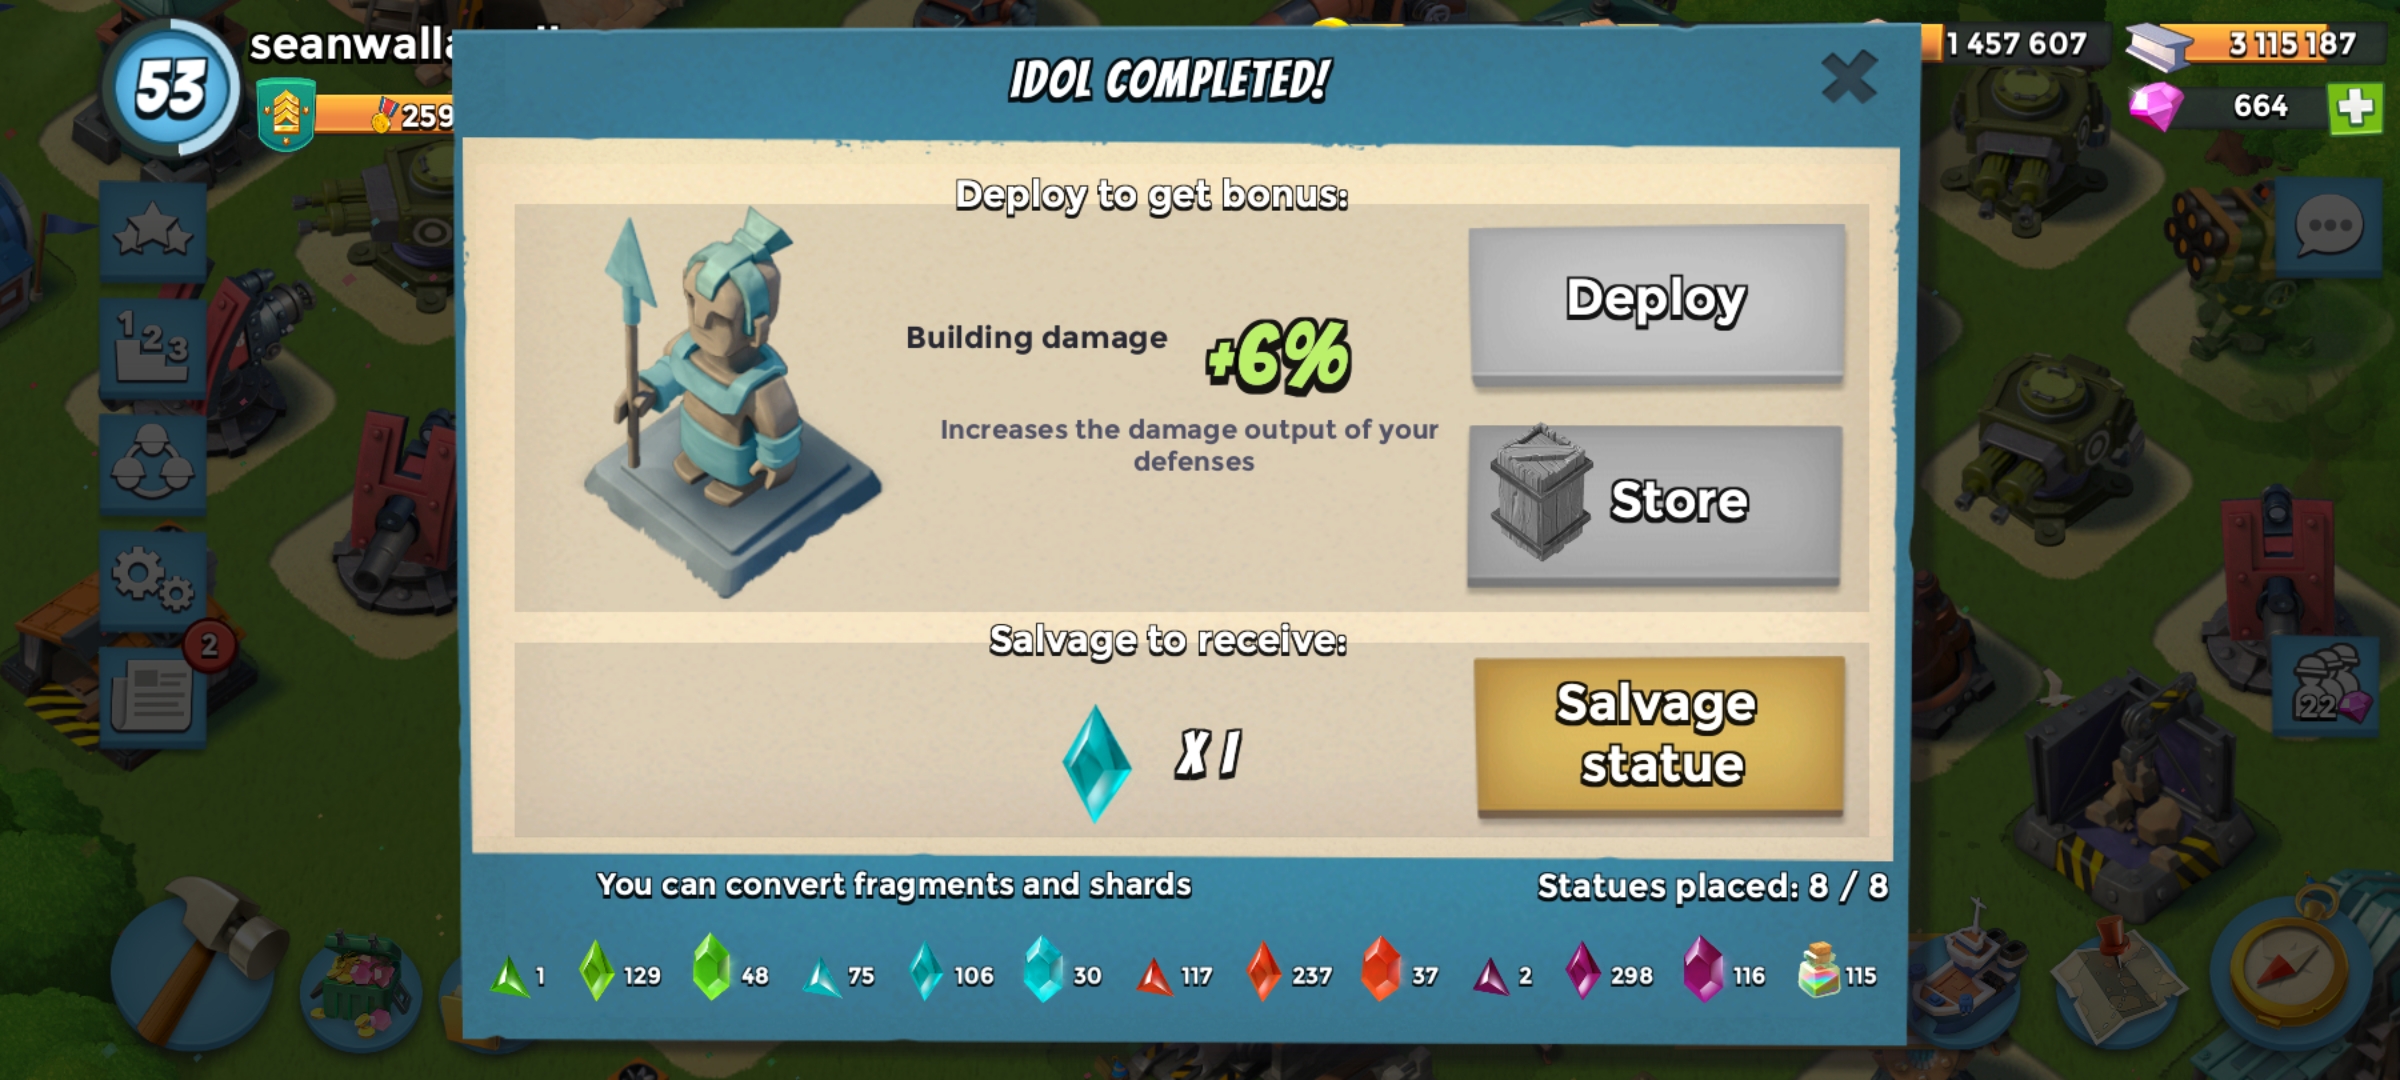 53
259
IDOL COMPLETED!
1 457 607
3 115 187
664
Deploy to get bonus:
Building damage
+6%
Increases the damage output of your
defenses
Deploy
Store
1 2 3
2
Salvage to receive:
X 1
Salvage
statue
22
You can convert fragments and shards
Statues placed: 8 / 8
1
129
48
75
106
30
117
237
37
2
298
116
115